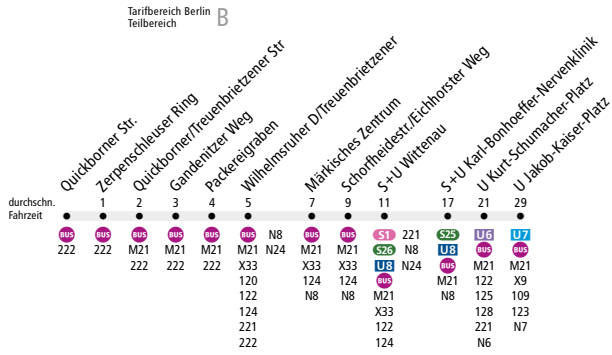 Tarifbereich Berlin
Teilbereich B
Quickborner Str.
Zerpenschleuser Ring
Quickborner/Treuenbrietzener Str
Gandenitzer Weg
Packereigraben
Wilhelmsruher D/Treuenbrietzener
Märkisches Zentrum
Schorfheidestr./Eichhorster Weg
S+U Wittenau
S+U Karl-Bonhoeffer-Nervenklinik
U Kurt-Schumacher-Platz
U Jakob-Kaiser-Platz
durchschn. 1 2 3 4 5 7 9 11 17 21 29
Fahrzeit
BUS BUS BUS BUS BUS BUS N8 BUS BUS S1 221 S25 U6 U7
222 222 M21 M21 M21 M21 N24 M21 M21 S26 N8 U8 BUS BUS
222 222 222 X33 X33 X33 U8 N24 BUS M21 M21
120 124 124 BUS M21 122 X9
122 N8 N8 M21 N8 125 109
124 X33 128 123
221 122 221 N7
222 124 N6